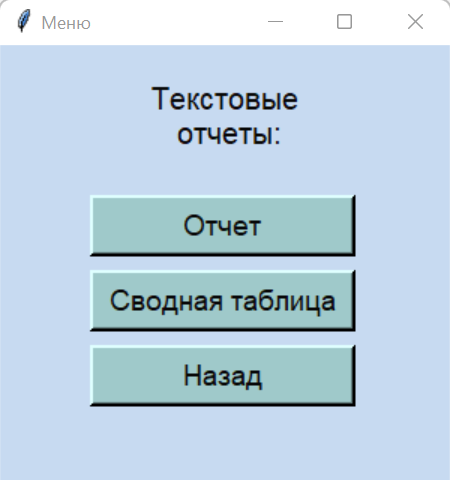 Меню
Текстовые
отчеты:
Отчет
Сводная таблица
Назад